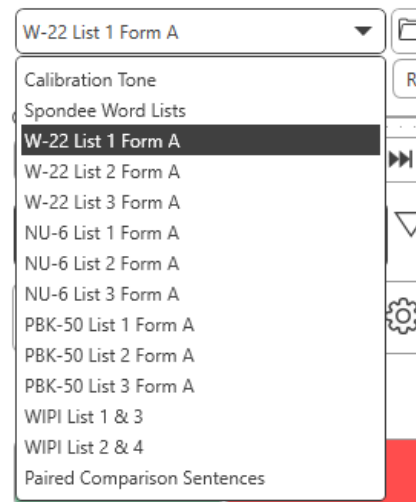 W-22 List 1 Form A
Calibration Tone
Spondee Word Lists
W-22 List 1 Form A
W-22 List 2 Form A
W-22 List 3 Form A
NU-6 List 1 Form A
NU-6 List 2 Form A
NU-6 List 3 Form A
PBK-50 List 1 Form A
PBK-50 List 2 Form A
PBK-50 List 3 Form A
WIPI List 1 & 3
WIPI List 2 & 4
Paired Comparison Sentences